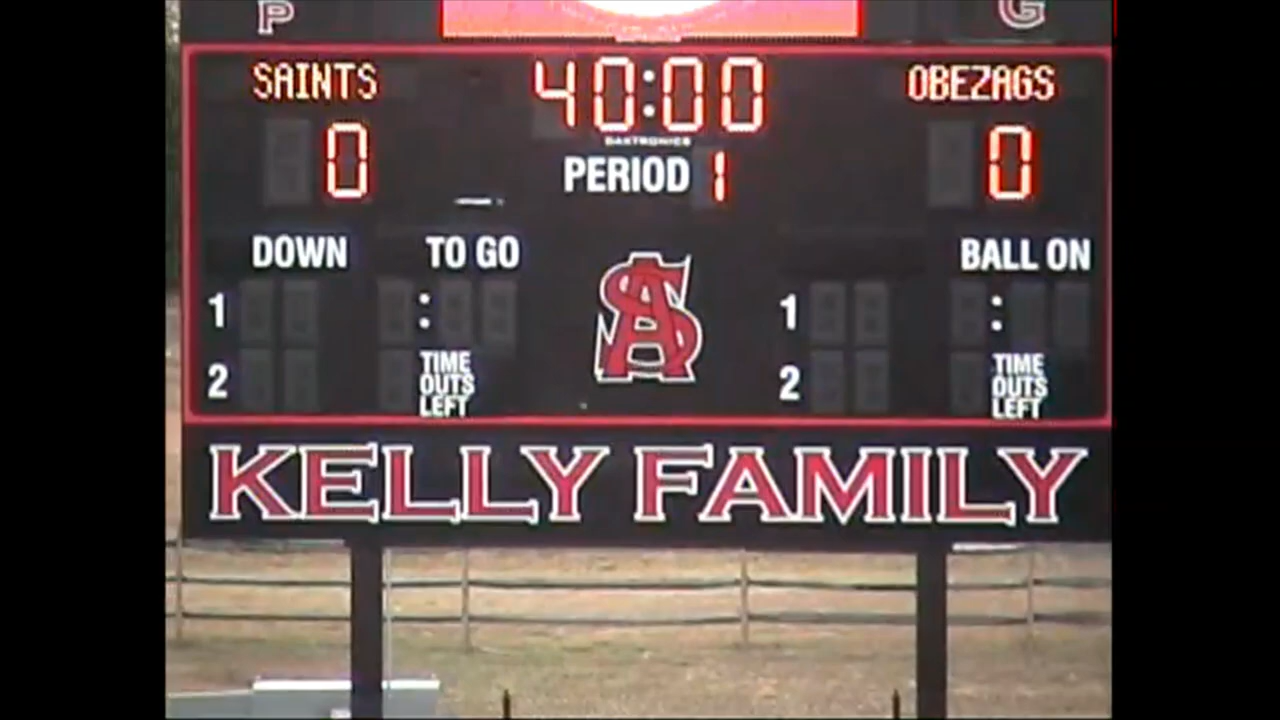 P G
SAINTS 40:00 OBEZAGS
DAKTRONICS
0 PERIOD 1 0
DOWN TO GO BALL ON
SA
1 : 1 :
2 TIME OUTS LEFT 2 TIME OUTS LEFT
KELLY FAMILY